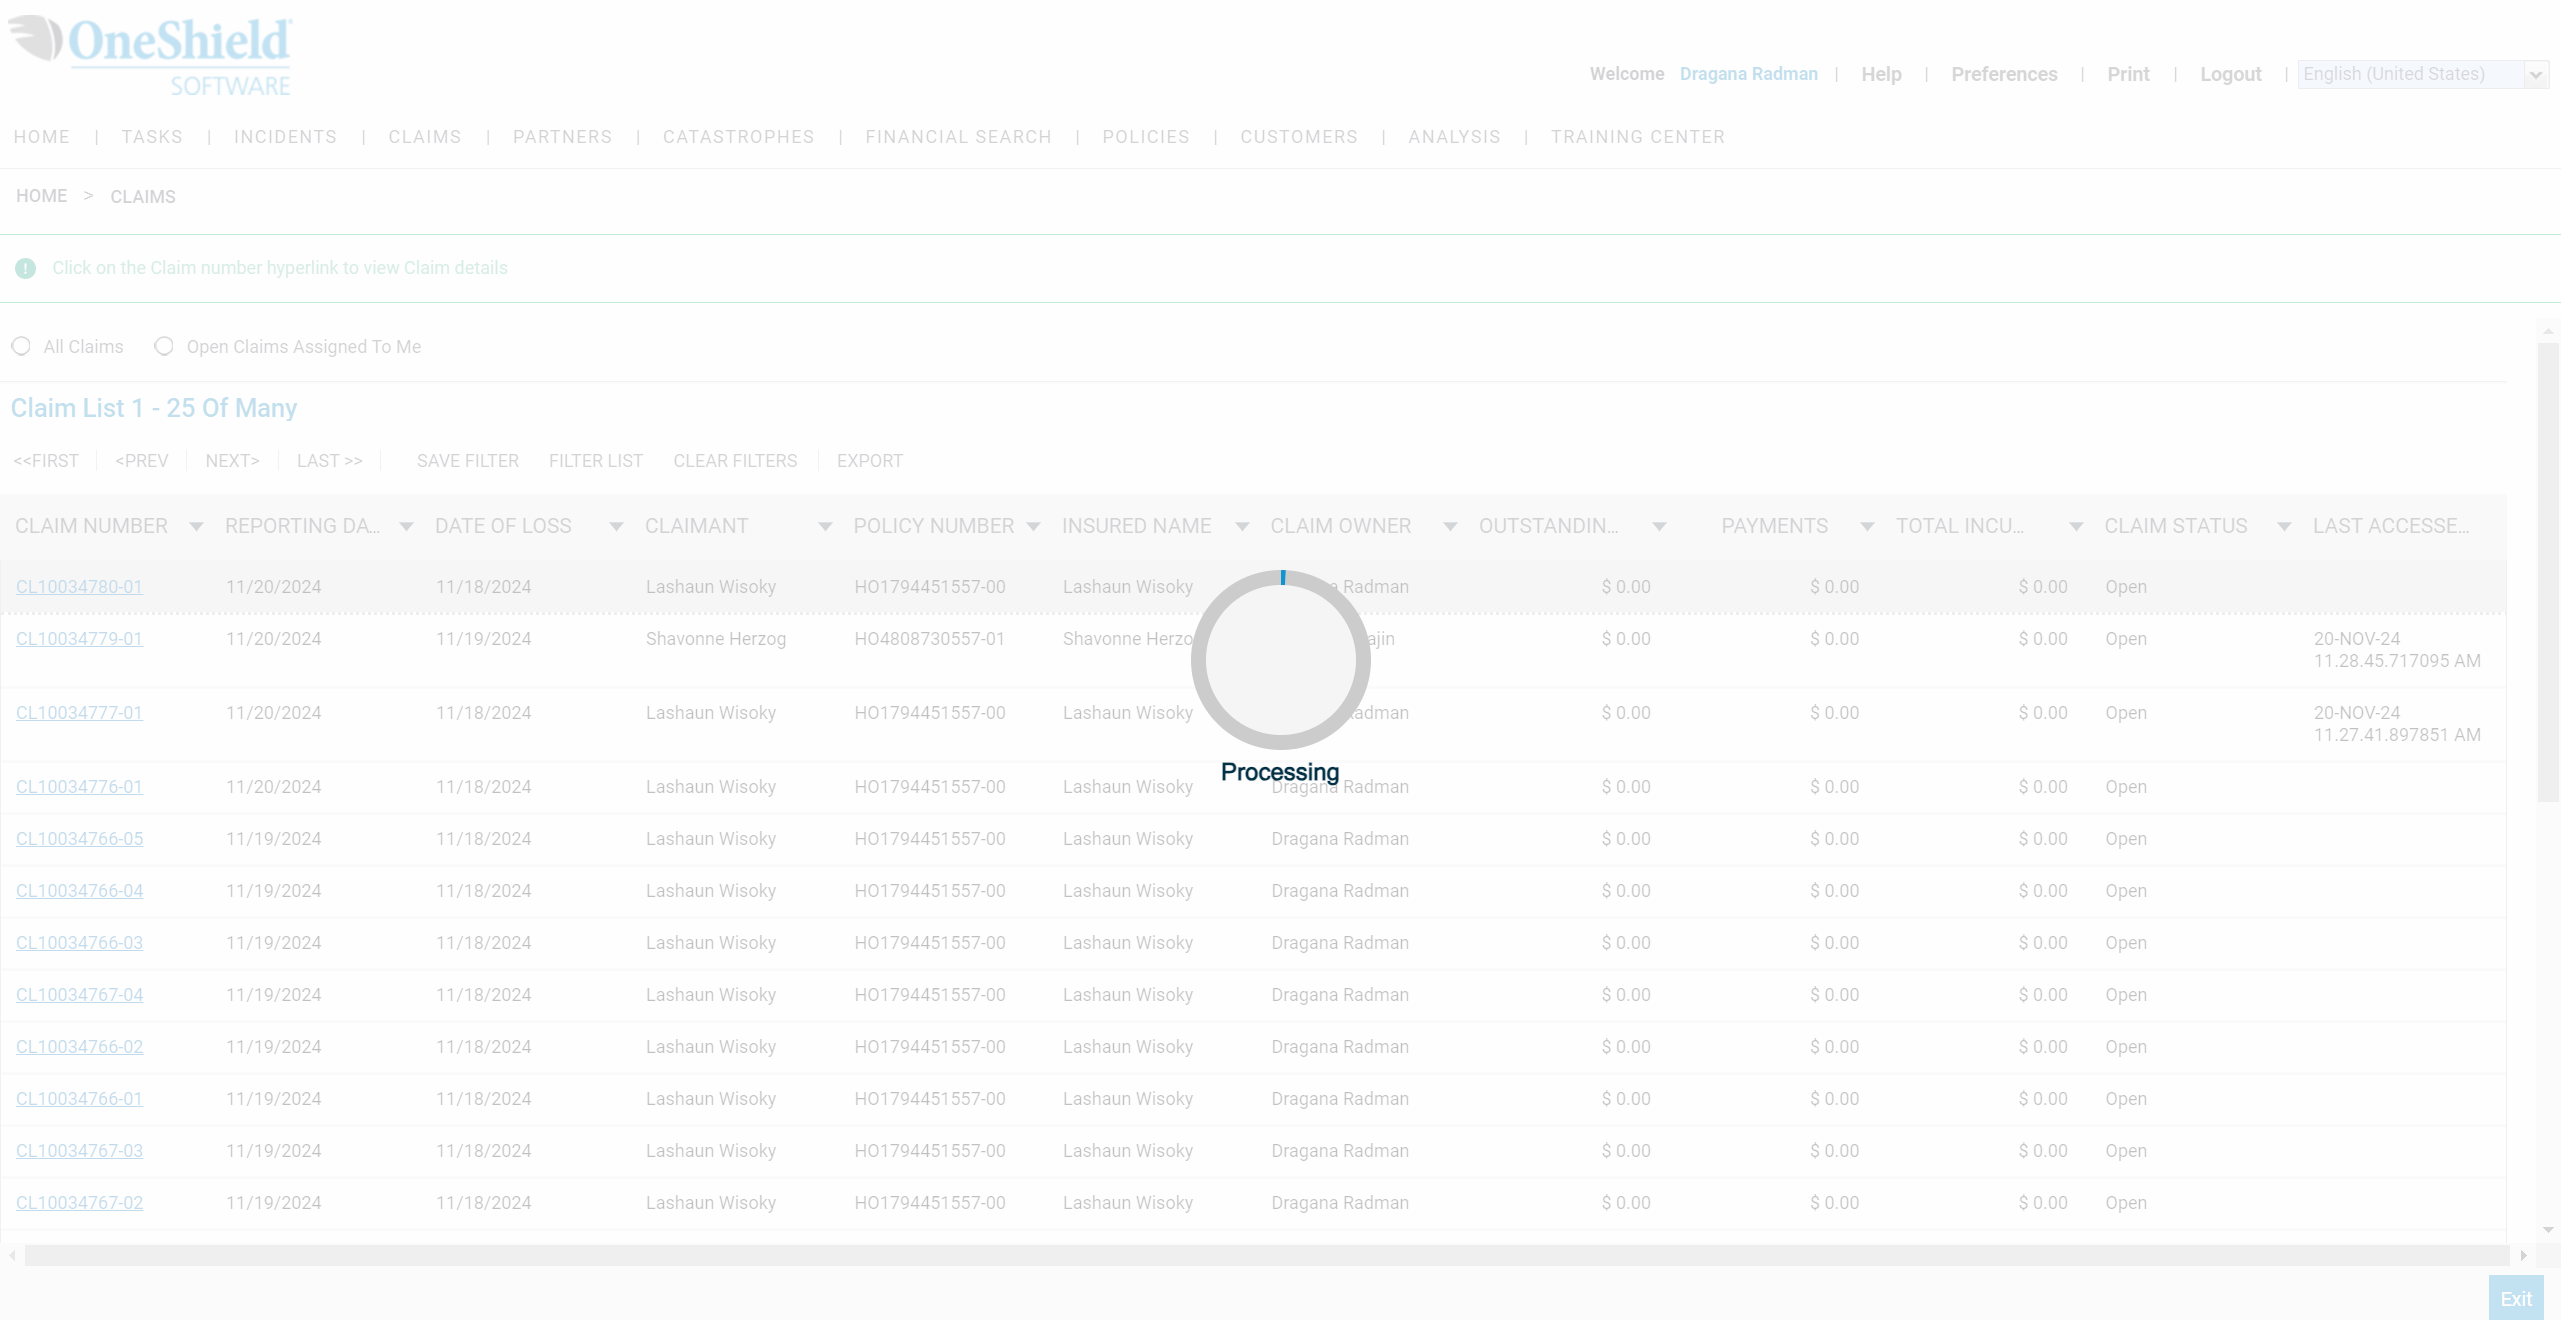 OneShield
SOFTWARE
Welcome Dragana Radman | Help | Preferences | Print | Logout | English (United States)
HOME | TASKS | INCIDENTS | CLAIMS | PARTNERS | CATASTROPHES | FINANCIAL SEARCH | POLICIES | CUSTOMERS | ANALYSIS | TRAINING CENTER
HOME > CLAIMS
Click on the Claim number hyperlink to view Claim details
All Claims Open Claims Assigned To Me
Claim List 1 - 25 Of Many
<<FIRST <PREV NEXT> LAST >> SAVE FILTER FILTER LIST CLEAR FILTERS EXPORT
CLAIM NUMBER REPORTING DA... DATE OF LOSS CLAIMANT POLICY NUMBER INSURED NAME CLAIM OWNER OUTSTANDIN... PAYMENTS TOTAL INCU... CLAIM STATUS LAST ACCESSE...
CL10034780-01 11/20/2024 11/18/2024 Lashaun Wisoky HO1794451557-00 Lashaun Wisoky Radman $ 0.00 $ 0.00 $ 0.00 Open
CL10034779-01 11/20/2024 11/19/2024 Shavonne Herzog HO4808730557-01 Shavonne Herzo $ 0.00 $ 0.00 $ 0.00 Open 20-NOV-24
11.28.45.717095 AM
CL10034777-01 11/20/2024 11/18/2024 Lashaun Wisoky HO1794451557-00 Lashaun Wisoky adman $ 0.00 $ 0.00 $ 0.00 Open 20-NOV-24
11.27.41.897851 AM
Processing
CL10034776-01 11/20/2024 11/18/2024 Lashaun Wisoky HO1794451557-00 Lashaun Wisoky Dragana Radman $ 0.00 $ 0.00 $ 0.00 Open
CL10034766-05 11/19/2024 11/18/2024 Lashaun Wisoky HO1794451557-00 Lashaun Wisoky Dragana Radman $ 0.00 $ 0.00 $ 0.00 Open
CL10034766-04 11/19/2024 11/18/2024 Lashaun Wisoky HO1794451557-00 Lashaun Wisoky Dragana Radman $ 0.00 $ 0.00 $ 0.00 Open
CL10034766-03 11/19/2024 11/18/2024 Lashaun Wisoky HO1794451557-00 Lashaun Wisoky Dragana Radman $ 0.00 $ 0.00 $ 0.00 Open
CL10034767-04 11/19/2024 11/18/2024 Lashaun Wisoky HO1794451557-00 Lashaun Wisoky Dragana Radman $ 0.00 $ 0.00 $ 0.00 Open
CL10034766-02 11/19/2024 11/18/2024 Lashaun Wisoky HO1794451557-00 Lashaun Wisoky Dragana Radman $ 0.00 $ 0.00 $ 0.00 Open
CL10034766-01 11/19/2024 11/18/2024 Lashaun Wisoky HO1794451557-00 Lashaun Wisoky Dragana Radman $ 0.00 $ 0.00 $ 0.00 Open
CL10034767-03 11/19/2024 11/18/2024 Lashaun Wisoky HO1794451557-00 Lashaun Wisoky Dragana Radman $ 0.00 $ 0.00 $ 0.00 Open
CL10034767-02 11/19/2024 11/18/2024 Lashaun Wisoky HO1794451557-00 Lashaun Wisoky Dragana Radman $ 0.00 $ 0.00 $ 0.00 Open
Exit